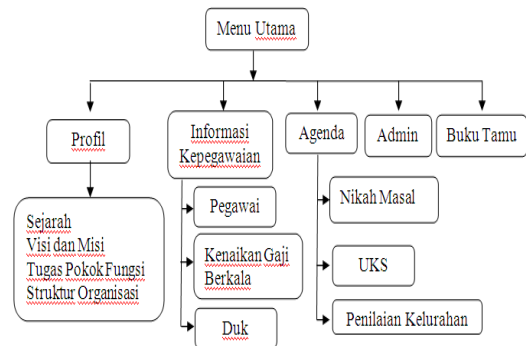 Menu Utama
Profil
Informasi
Kepegawaian
Agenda
Admin
Buku Tamu
Sejarah
Visi dan Misi
Tugas Pokok Fungsi
Struktur Organisasi
Pegawai
Kenaikan Gaji
Berkala
Duk
Nikah Masal
UKS
Penilaian Kelurahan